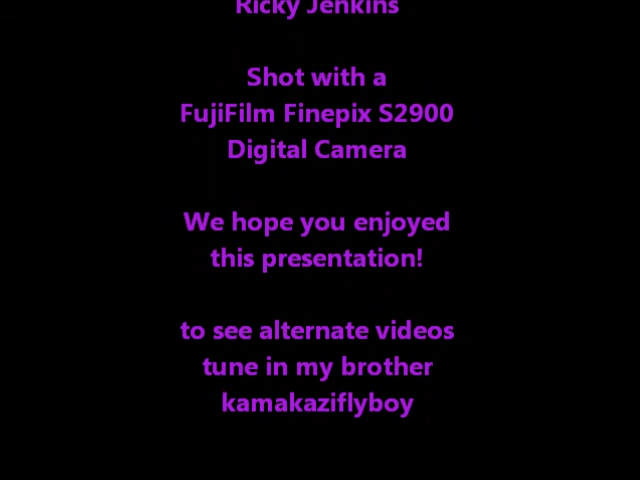 Ricky Jenkins
Shot with a
FujiFilm Finepix S2900
Digital Camera
We hope you enjoyed
this presentation!
to see alternate videos
tune in my brother
kamakaziflyboy